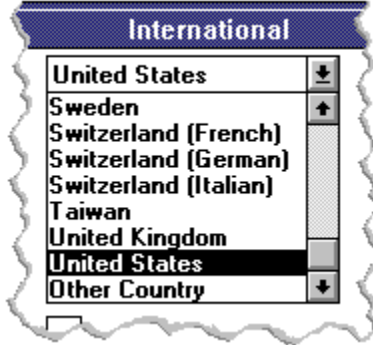 International
United States
Sweden
Switzerland (French)
Switzerland (German)
Switzerland (Italian)
Taiwan
United Kingdom
United States
Other Country